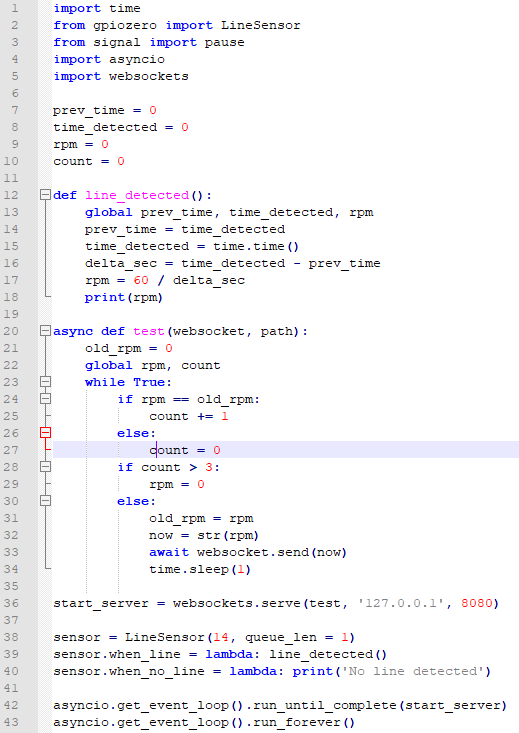 1 import time
2 from gpiozero import LineSensor
3 from signal import pause
4 import asyncio
5 import websockets
6
7 prev_time = 0
8 time_detected = 0
9 rpm = 0
10 count = 0
11
12 def line_detected():
13     global prev_time, time_detected, rpm
14     prev_time = time_detected
15     time_detected = time.time()
16     delta_sec = time_detected - prev_time
17     rpm = 60 / delta_sec
18     print(rpm)
19
20 async def test(websocket, path):
21     old_rpm = 0
22     global rpm, count
23     while True:
24         if rpm == old_rpm:
25             count += 1
26         else:
27             count = 0
28         if count > 3:
29             rpm = 0
30         else:
31             old_rpm = rpm
32             now = str(rpm)
33             await websocket.send(now)
34             time.sleep(1)
35
36 start_server = websockets.serve(test, '127.0.0.1', 8080)
37
38 sensor = LineSensor(14, queue_len = 1)
39 sensor.when_line = lambda: line_detected()
40 sensor.when_no_line = lambda: print('No line detected')
41
42 asyncio.get_event_loop().run_until_complete(start_server)
43 asyncio.get_event_loop().run_forever()